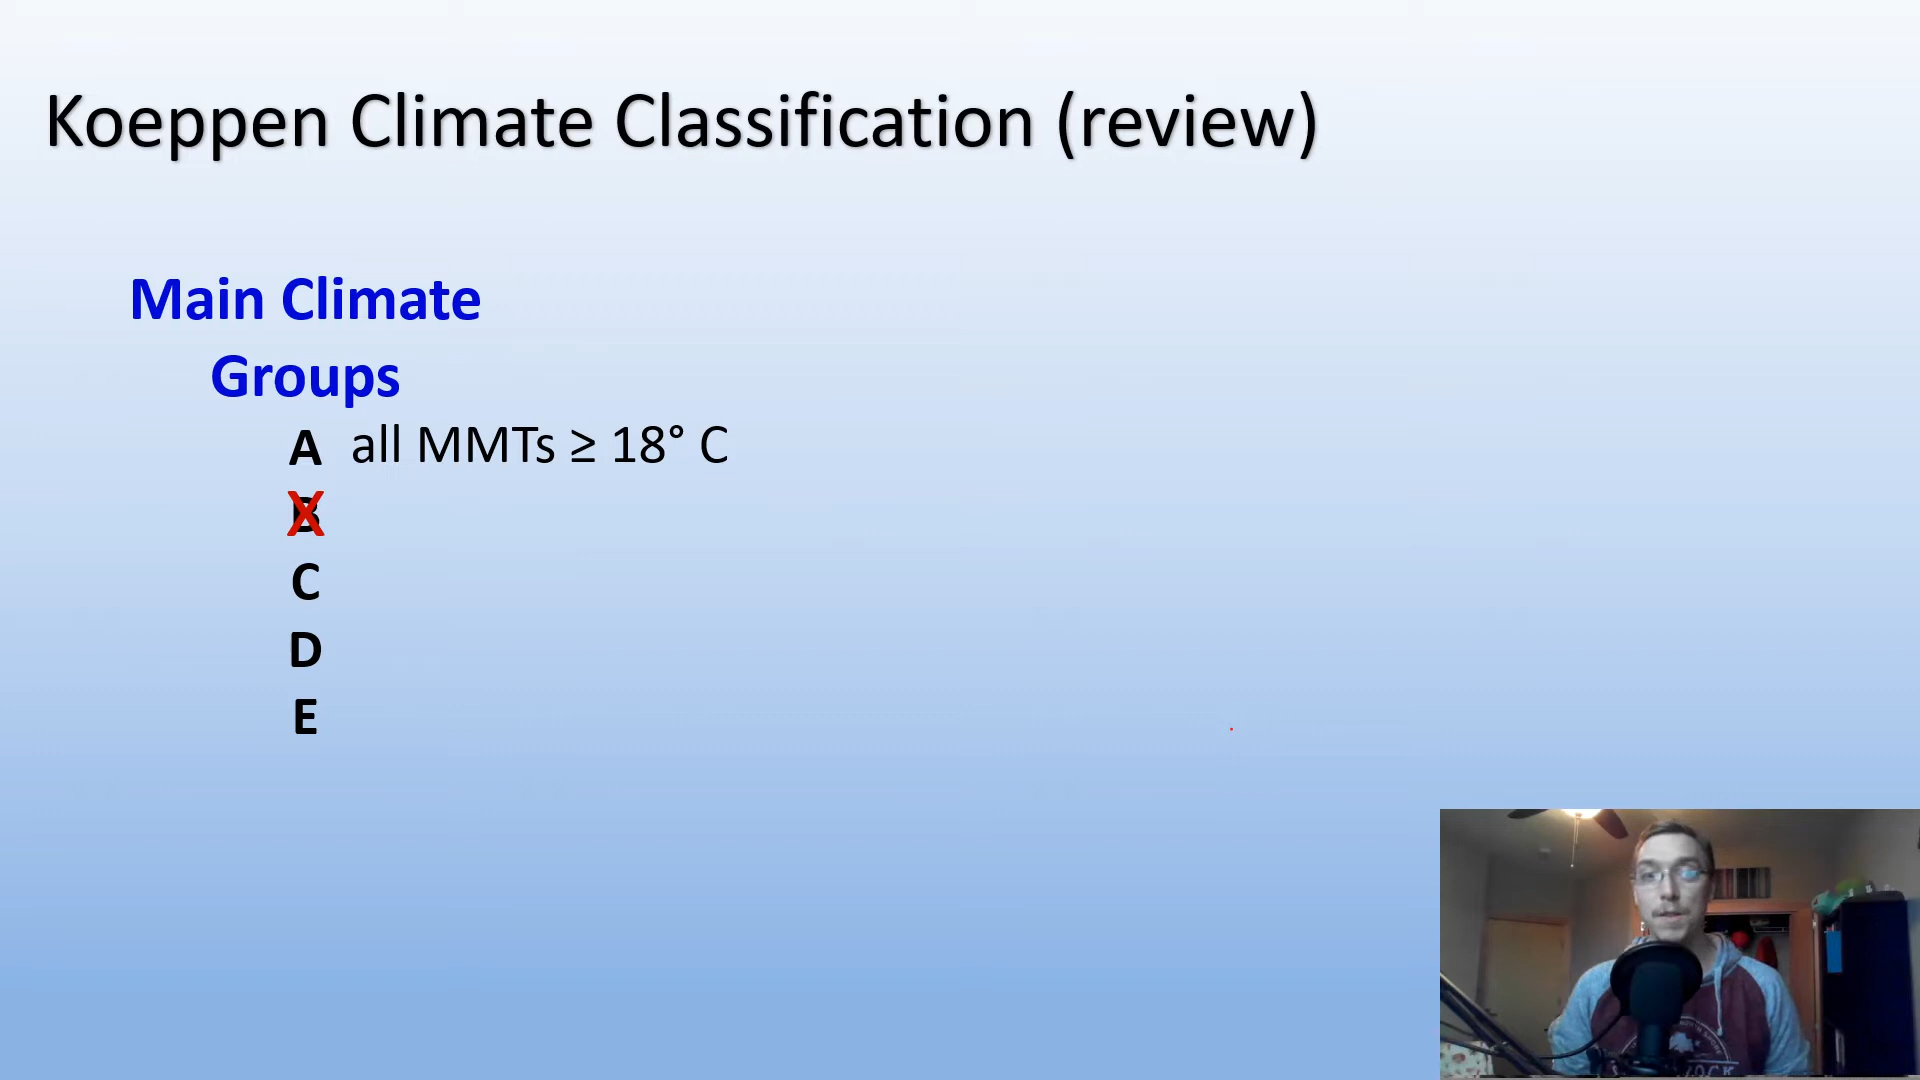 Koeppen Climate Classification (review)
Main Climate
Groups
A all MMTs ≥ 18° C
B X
C
D
E